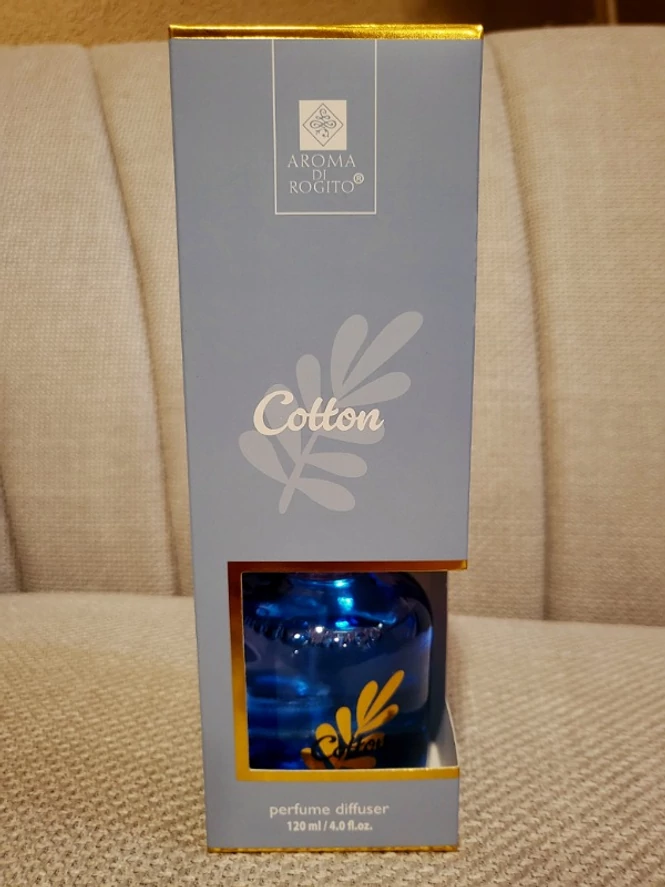 AROMA
DI
ROGITO®
Cotton
Cotton
perfume diffuser
120 ml / 4.0 fl.oz.